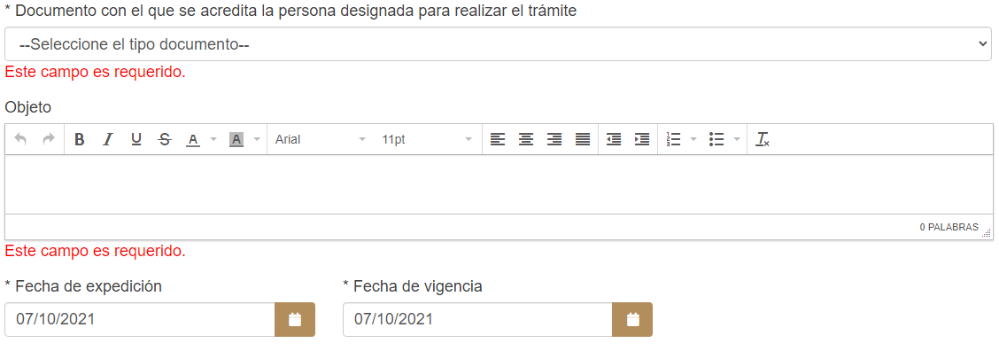 * Documento con el que se acredita la persona designada para realizar el trámite
--Seleccione el tipo documento--
Este campo es requerido.
Objeto
B I U S A A Arial 11pt
0 PALABRAS
Este campo es requerido.
* Fecha de expedición * Fecha de vigencia
07/10/2021 07/10/2021